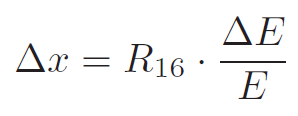 Δx = R₁₆ · ΔE/E